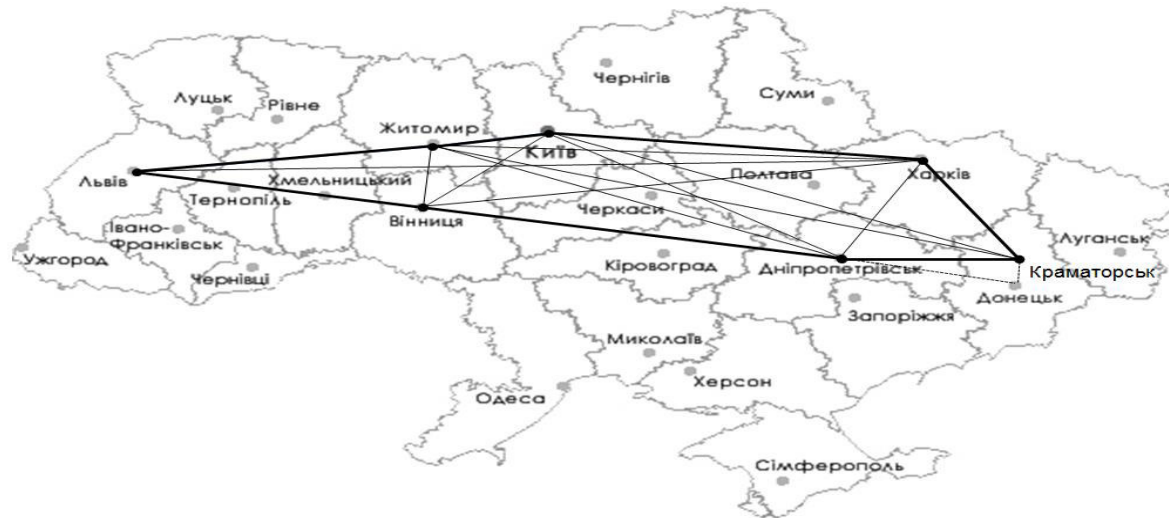 Чернігів
Луцьк
Рівне
Суми
Житомир
Київ
Львів
Хмельницький
Тернопіль
Полтава
Харків
Вінниця
Черкаси
Івано-
Франківськ
Ужгород
Чернівці
Кіровоград
Дніпропетрівськ
Луганськ
Краматорськ
Донецьк
Запоріжжя
Миколаїв
Херсон
Одеса
Сімферополь